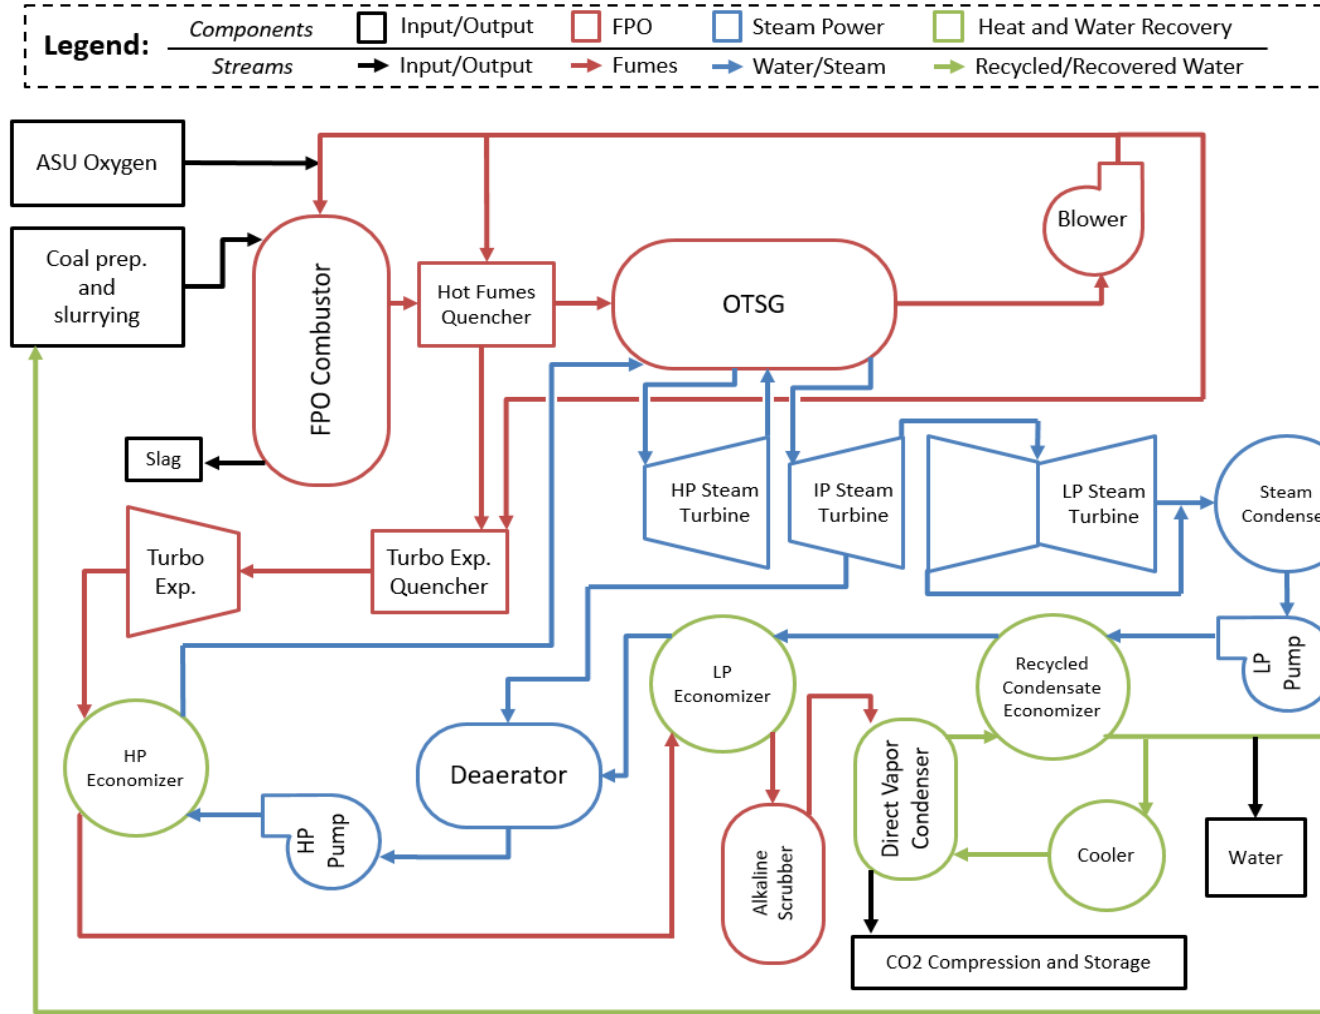 Legend:
Components
Input/Output
FPO
Steam Power
Heat and Water Recovery
Streams
Input/Output
Fumes
Water/Steam
Recycled/Recovered Water
ASU Oxygen
Coal prep.
and
slurrying
FPO Combustor
Hot Fumes
Quencher
OTSG
Blower
Slag
HP Steam
Turbine
IP Steam
Turbine
LP Steam
Turbine
Steam
Condense
Turbo
Exp.
Turbo Exp.
Quencher
LP
Economizer
Recycled
Condensate
Economizer
LP
Pump
HP
Economizer
Deaerator
HP
Pump
Alkaline
Scrubber
Direct Vapor
Condenser
Cooler
Water
CO2 Compression and Storage